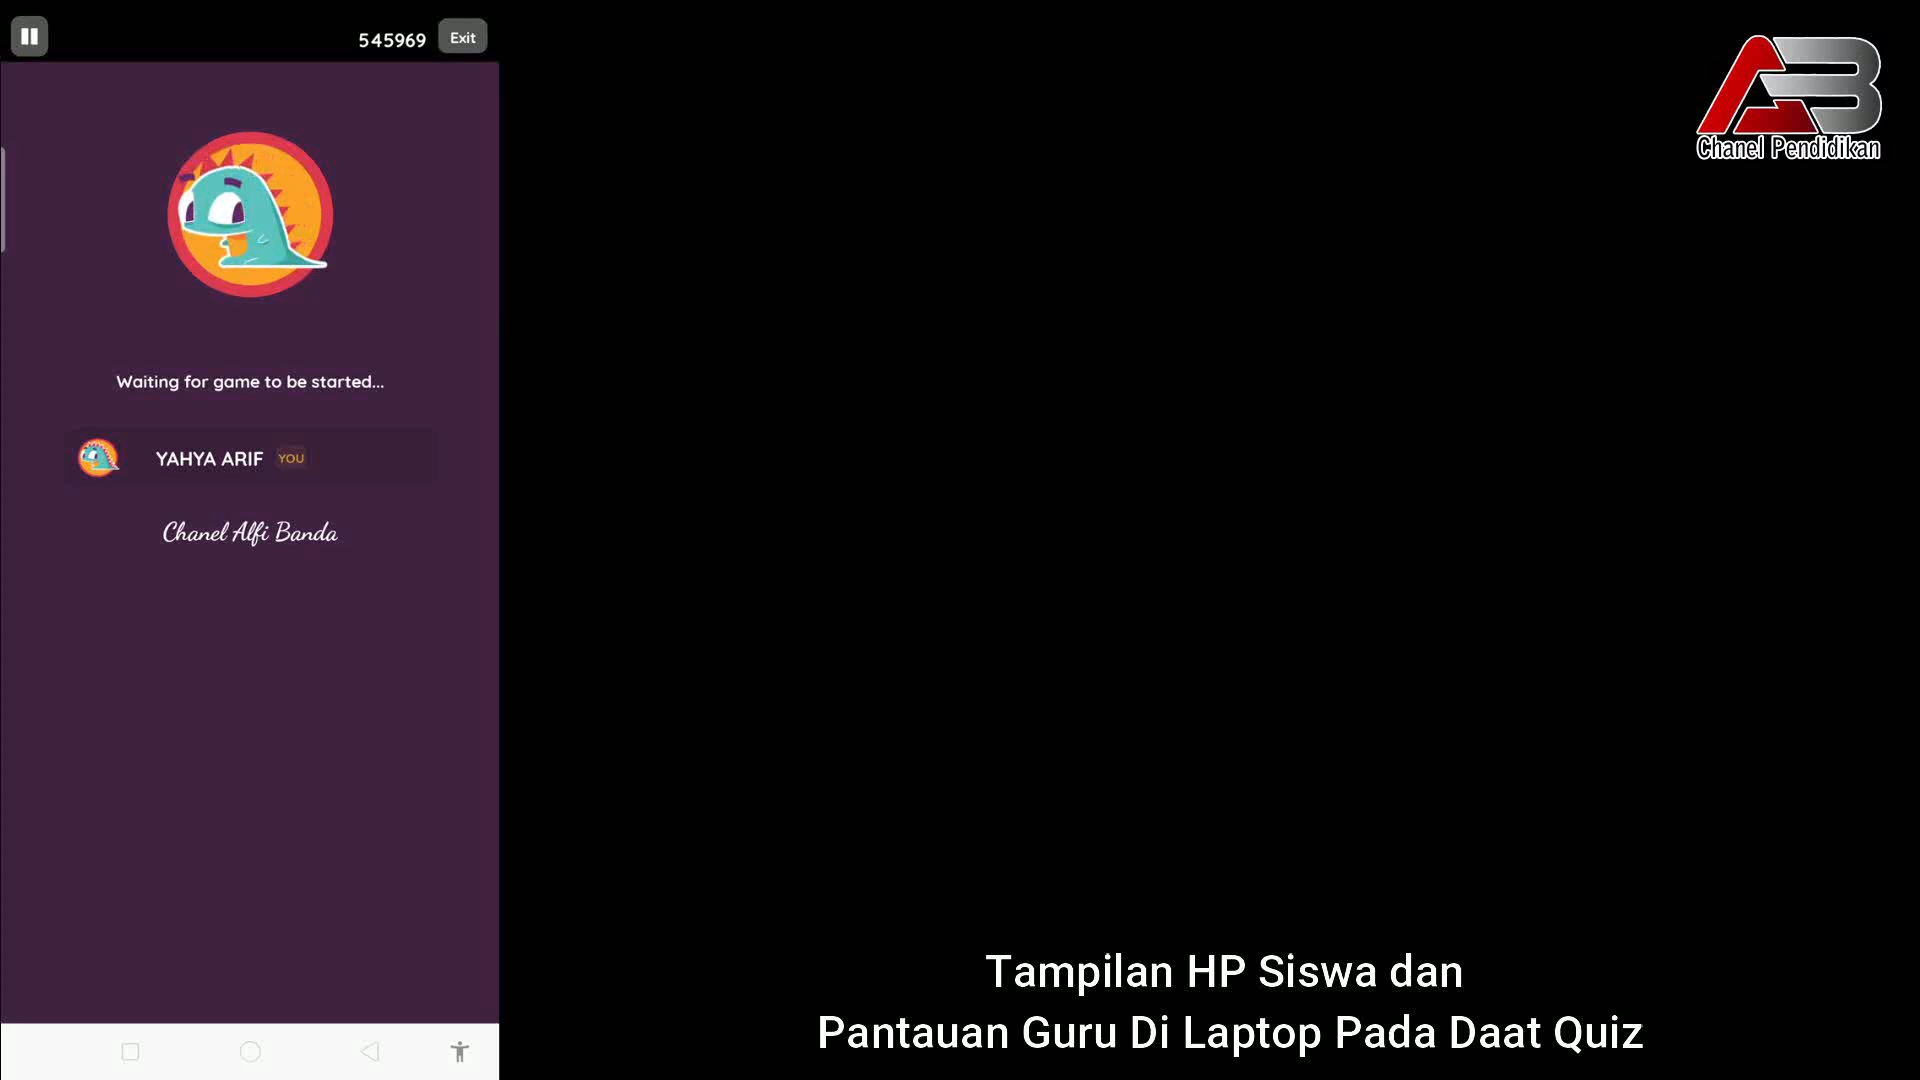 545969
Exit
Waiting for game to be started...
YAHYA ARIF YOU
Chanel Alfi Banda
AB
Chanel Pendidikan
Tampilan HP Siswa dan
Pantauan Guru Di Laptop Pada Daat Quiz